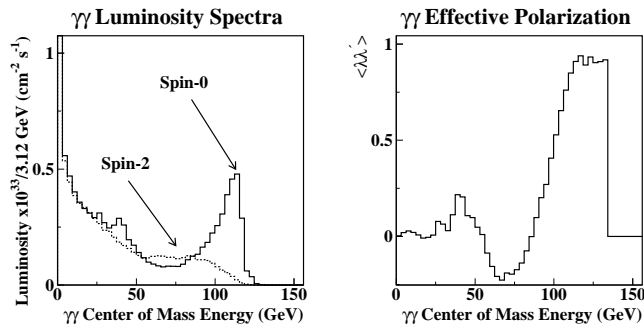 γγ Luminosity Spectra
Luminosity x10³³/3.12 GeV (cm⁻² s⁻¹)
1
0.5
0
Spin-0
Spin-2
0
50
100
150
γγ Center of Mass Energy (GeV)
γγ Effective Polarization
<λλ´>
1
0.5
0
0
50
100
150
γγ Center of Mass Energy (GeV)